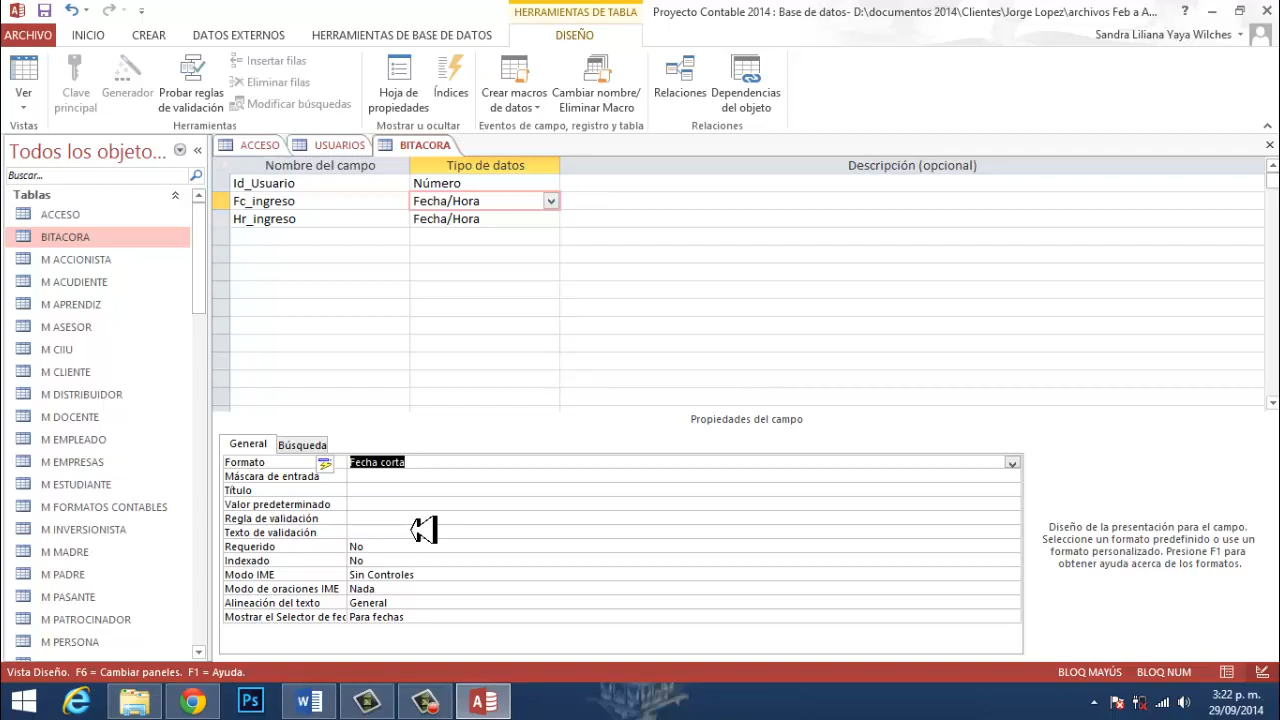 HERRAMIENTAS DE TABLA
Proyecto Contable 2014 : Base de datos- D:\documentos 2014\Clientes\Jorge Lopez\archivos Feb a A...
ARCHIVO INICIO CREAR DATOS EXTERNOS HERRAMIENTAS DE BASE DE DATOS DISEÑO
Sandra Liliana Yaya Wilches
Ver
Clave principal
Generador
Probar reglas de validación
Insertar filas
Eliminar filas
Modificar búsquedas
Hoja de propiedades
Índices
Crear macros de datos
Cambiar nombre/ Eliminar Macro
Relaciones
Dependencias del objeto
Vistas Herramientas Mostrar u ocultar Eventos de campo, registro y tabla Relaciones
Todos los objeto...
Buscar...
Tablas
ACCESO
BITACORA
M ACCIONISTA
M ACUDIENTE
M APRENDIZ
M ASESOR
M CIIU
M CLIENTE
M DISTRIBUIDOR
M DOCENTE
M EMPLEADO
M EMPRESAS
M ESTUDIANTE
M FORMATOS CONTABLES
M INVERSIONISTA
M MADRE
M PADRE
M PASANTE
M PATROCINADOR
M PERSONA
ACCESO USUARIOS BITACORA
Nombre del campo Tipo de datos Descripción (opcional)
Id_Usuario Número
Fc_ingreso Fecha/Hora
Hr_ingreso Fecha/Hora
Propiedades del campo
General Búsqueda
Formato Fecha corta
Máscara de entrada
Título
Valor predeterminado
Regla de validación
Texto de validación
Requerido No
Indexado No
Modo IME Sin Controles
Modo de oraciones IME Nada
Alineación del texto General
Mostrar el Selector de fec Para fechas
Diseño de la presentación para el campo.
Seleccione un formato predefinido o use un
formato personalizado. Presione F1 para
obtener ayuda acerca de los formatos.
Vista Diseño. F6 = Cambiar paneles. F1 = Ayuda.
BLOQ MAYÚS BLOQ NUM
3:22 p. m.
29/09/2014